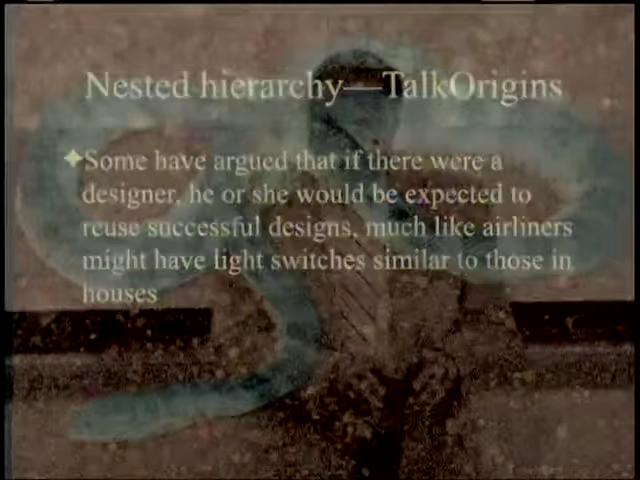 Nested hierarchy—TalkOrigins
✦Some have argued that if there were a
designer, he or she would be expected to
reuse successful designs, much like airliners
might have light switches similar to those in
houses